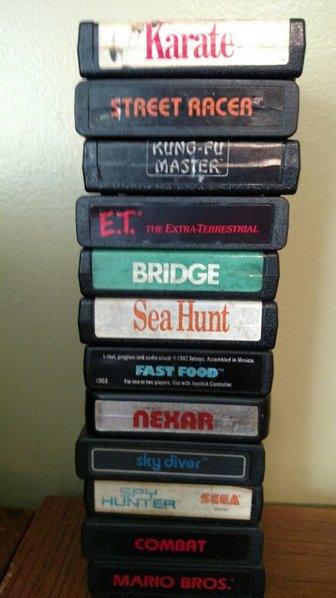 Karate
STREET RACER
KUNG-FU
MASTER
E.T. THE EXTRA-TERRESTRIAL
BRIDGE
Sea Hunt
Label, program and audio visual ©1982 Telesys. Assembled in Mexico.
FAST FOOD
1003 For one or two players. Use with Joystick Controller.
NEXAR
sky diver
SPY
HUNTER SEGA
COMBAT
MARIO BROS.